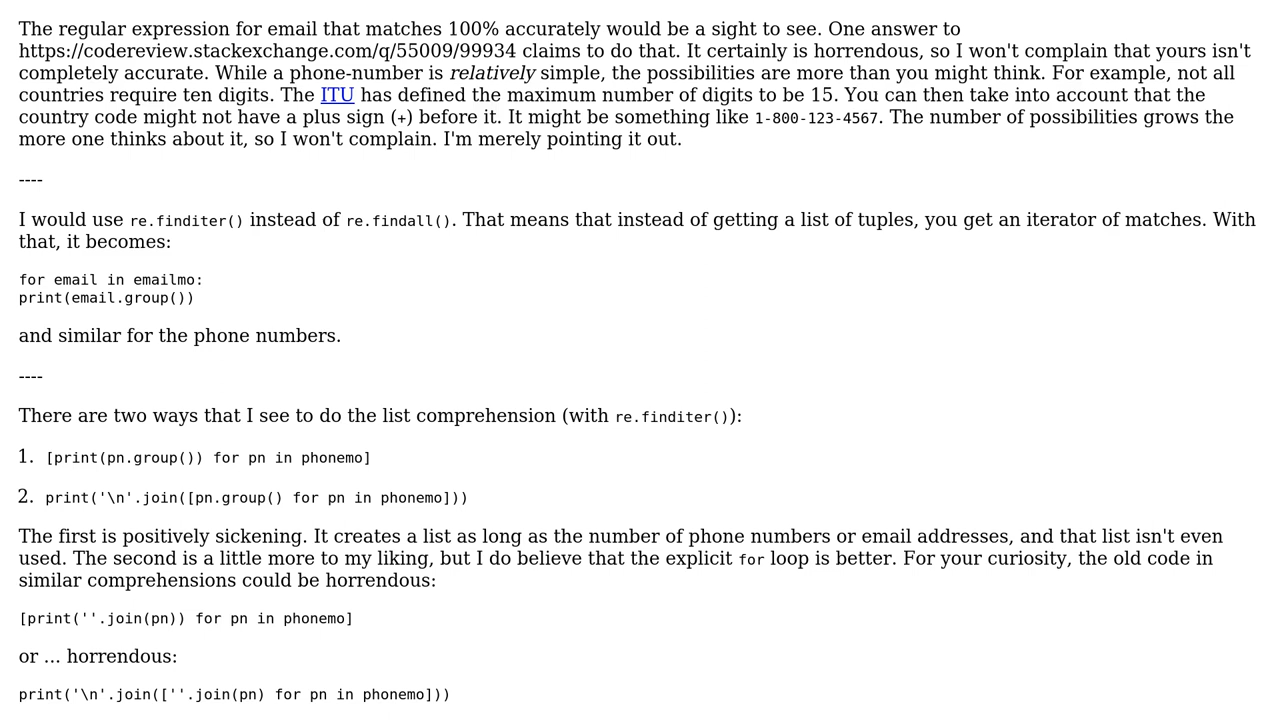 The regular expression for email that matches 100% accurately would be a sight to see. One answer to
https://codereview.stackexchange.com/q/55009/99934 claims to do that. It certainly is horrendous, so I won't complain that yours isn't
completely accurate. While a phone-number is relatively simple, the possibilities are more than you might think. For example, not all
countries require ten digits. The ITU has defined the maximum number of digits to be 15. You can then take into account that the
country code might not have a plus sign (+) before it. It might be something like 1-800-123-4567. The number of possibilities grows the
more one thinks about it, so I won't complain. I'm merely pointing it out.
----
I would use re.finditer() instead of re.findall(). That means that instead of getting a list of tuples, you get an iterator of matches. With
that, it becomes:
for email in emailmo:
print(email.group())
and similar for the phone numbers.
----
There are two ways that I see to do the list comprehension (with re.finditer()):
1. [print(pn.group()) for pn in phonemo]
2. print('\n'.join([pn.group() for pn in phonemo]))
The first is positively sickening. It creates a list as long as the number of phone numbers or email addresses, and that list isn't even
used. The second is a little more to my liking, but I do believe that the explicit for loop is better. For your curiosity, the old code in
similar comprehensions could be horrendous:
[print(''.join(pn)) for pn in phonemo]
or ... horrendous:
print('\n'.join([''.join(pn) for pn in phonemo]))